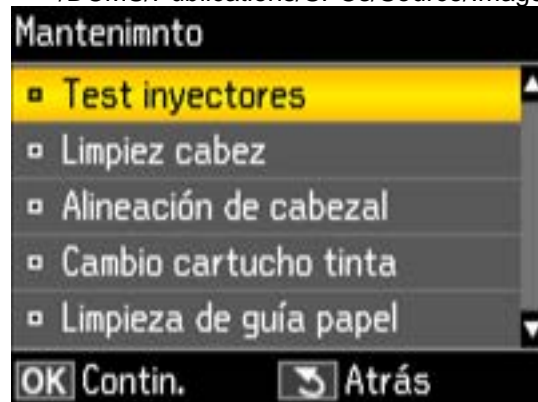 Mantenimnto
Test inyectores
Limpiez cabez
Alineación de cabezal
Cambio cartucho tinta
Limpieza de guía papel
OK Contin. Atrás